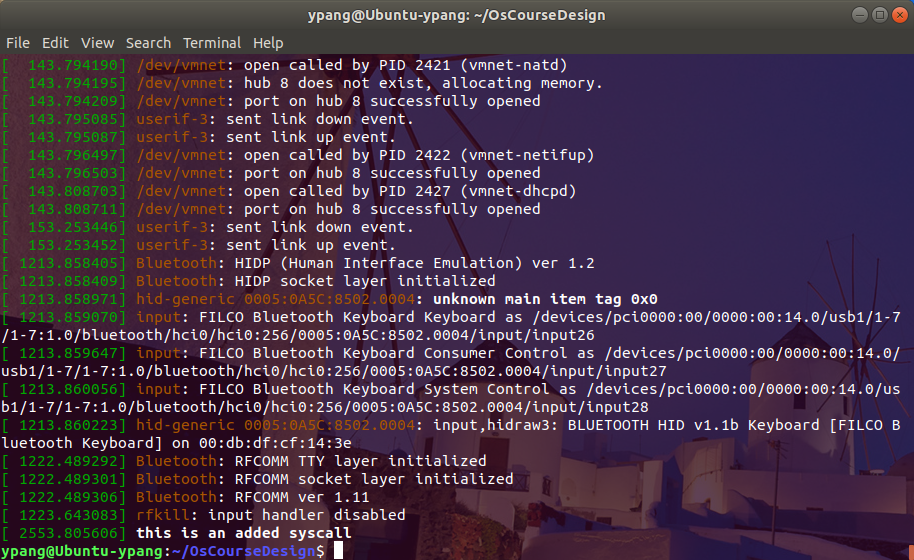 ypang@Ubuntu-ypang: ~/OsCourseDesign
File Edit View Search Terminal Help
[  143.794190] /dev/vmnet: open called by PID 2421 (vmnet-natd)
[  143.794195] /dev/vmnet: hub 8 does not exist, allocating memory.
[  143.794209] /dev/vmnet: port on hub 8 successfully opened
[  143.795085] userif-3: sent link down event.
[  143.795087] userif-3: sent link up event.
[  143.796497] /dev/vmnet: open called by PID 2422 (vmnet-netifup)
[  143.796503] /dev/vmnet: port on hub 8 successfully opened
[  143.808703] /dev/vmnet: open called by PID 2427 (vmnet-dhcpd)
[  143.808711] /dev/vmnet: port on hub 8 successfully opened
[  153.253446] userif-3: sent link down event.
[  153.253452] userif-3: sent link up event.
[ 1213.858405] Bluetooth: HIDP (Human Interface Emulation) ver 1.2
[ 1213.858409] Bluetooth: HIDP socket layer initialized
[ 1213.858971] hid-generic 0005:0A5C:8502.0004: unknown main item tag 0x0
[ 1213.859070] input: FILCO Bluetooth Keyboard Keyboard as /devices/pci0000:00/0000:00:14.0/usb1/1-7
/1-7:1.0/bluetooth/hci0/hci0:256/0005:0A5C:8502.0004/input/input26
[ 1213.859647] input: FILCO Bluetooth Keyboard Consumer Control as /devices/pci0000:00/0000:00:14.0/
usb1/1-7/1-7:1.0/bluetooth/hci0/hci0:256/0005:0A5C:8502.0004/input/input27
[ 1213.860056] input: FILCO Bluetooth Keyboard System Control as /devices/pci0000:00/0000:00:14.0/us
b1/1-7/1-7:1.0/bluetooth/hci0/hci0:256/0005:0A5C:8502.0004/input/input28
[ 1213.860223] hid-generic 0005:0A5C:8502.0004: input,hidraw3: BLUETOOTH HID v1.1b Keyboard [FILCO B
luetooth Keyboard] on 00:db:df:cf:14:3e
[ 1222.489292] Bluetooth: RFCOMM TTY layer initialized
[ 1222.489301] Bluetooth: RFCOMM socket layer initialized
[ 1222.489306] Bluetooth: RFCOMM ver 1.11
[ 1223.643083] rfkill: input handler disabled
[ 2553.805606] this is an added syscall
ypang@Ubuntu-ypang:~/OsCourseDesign$